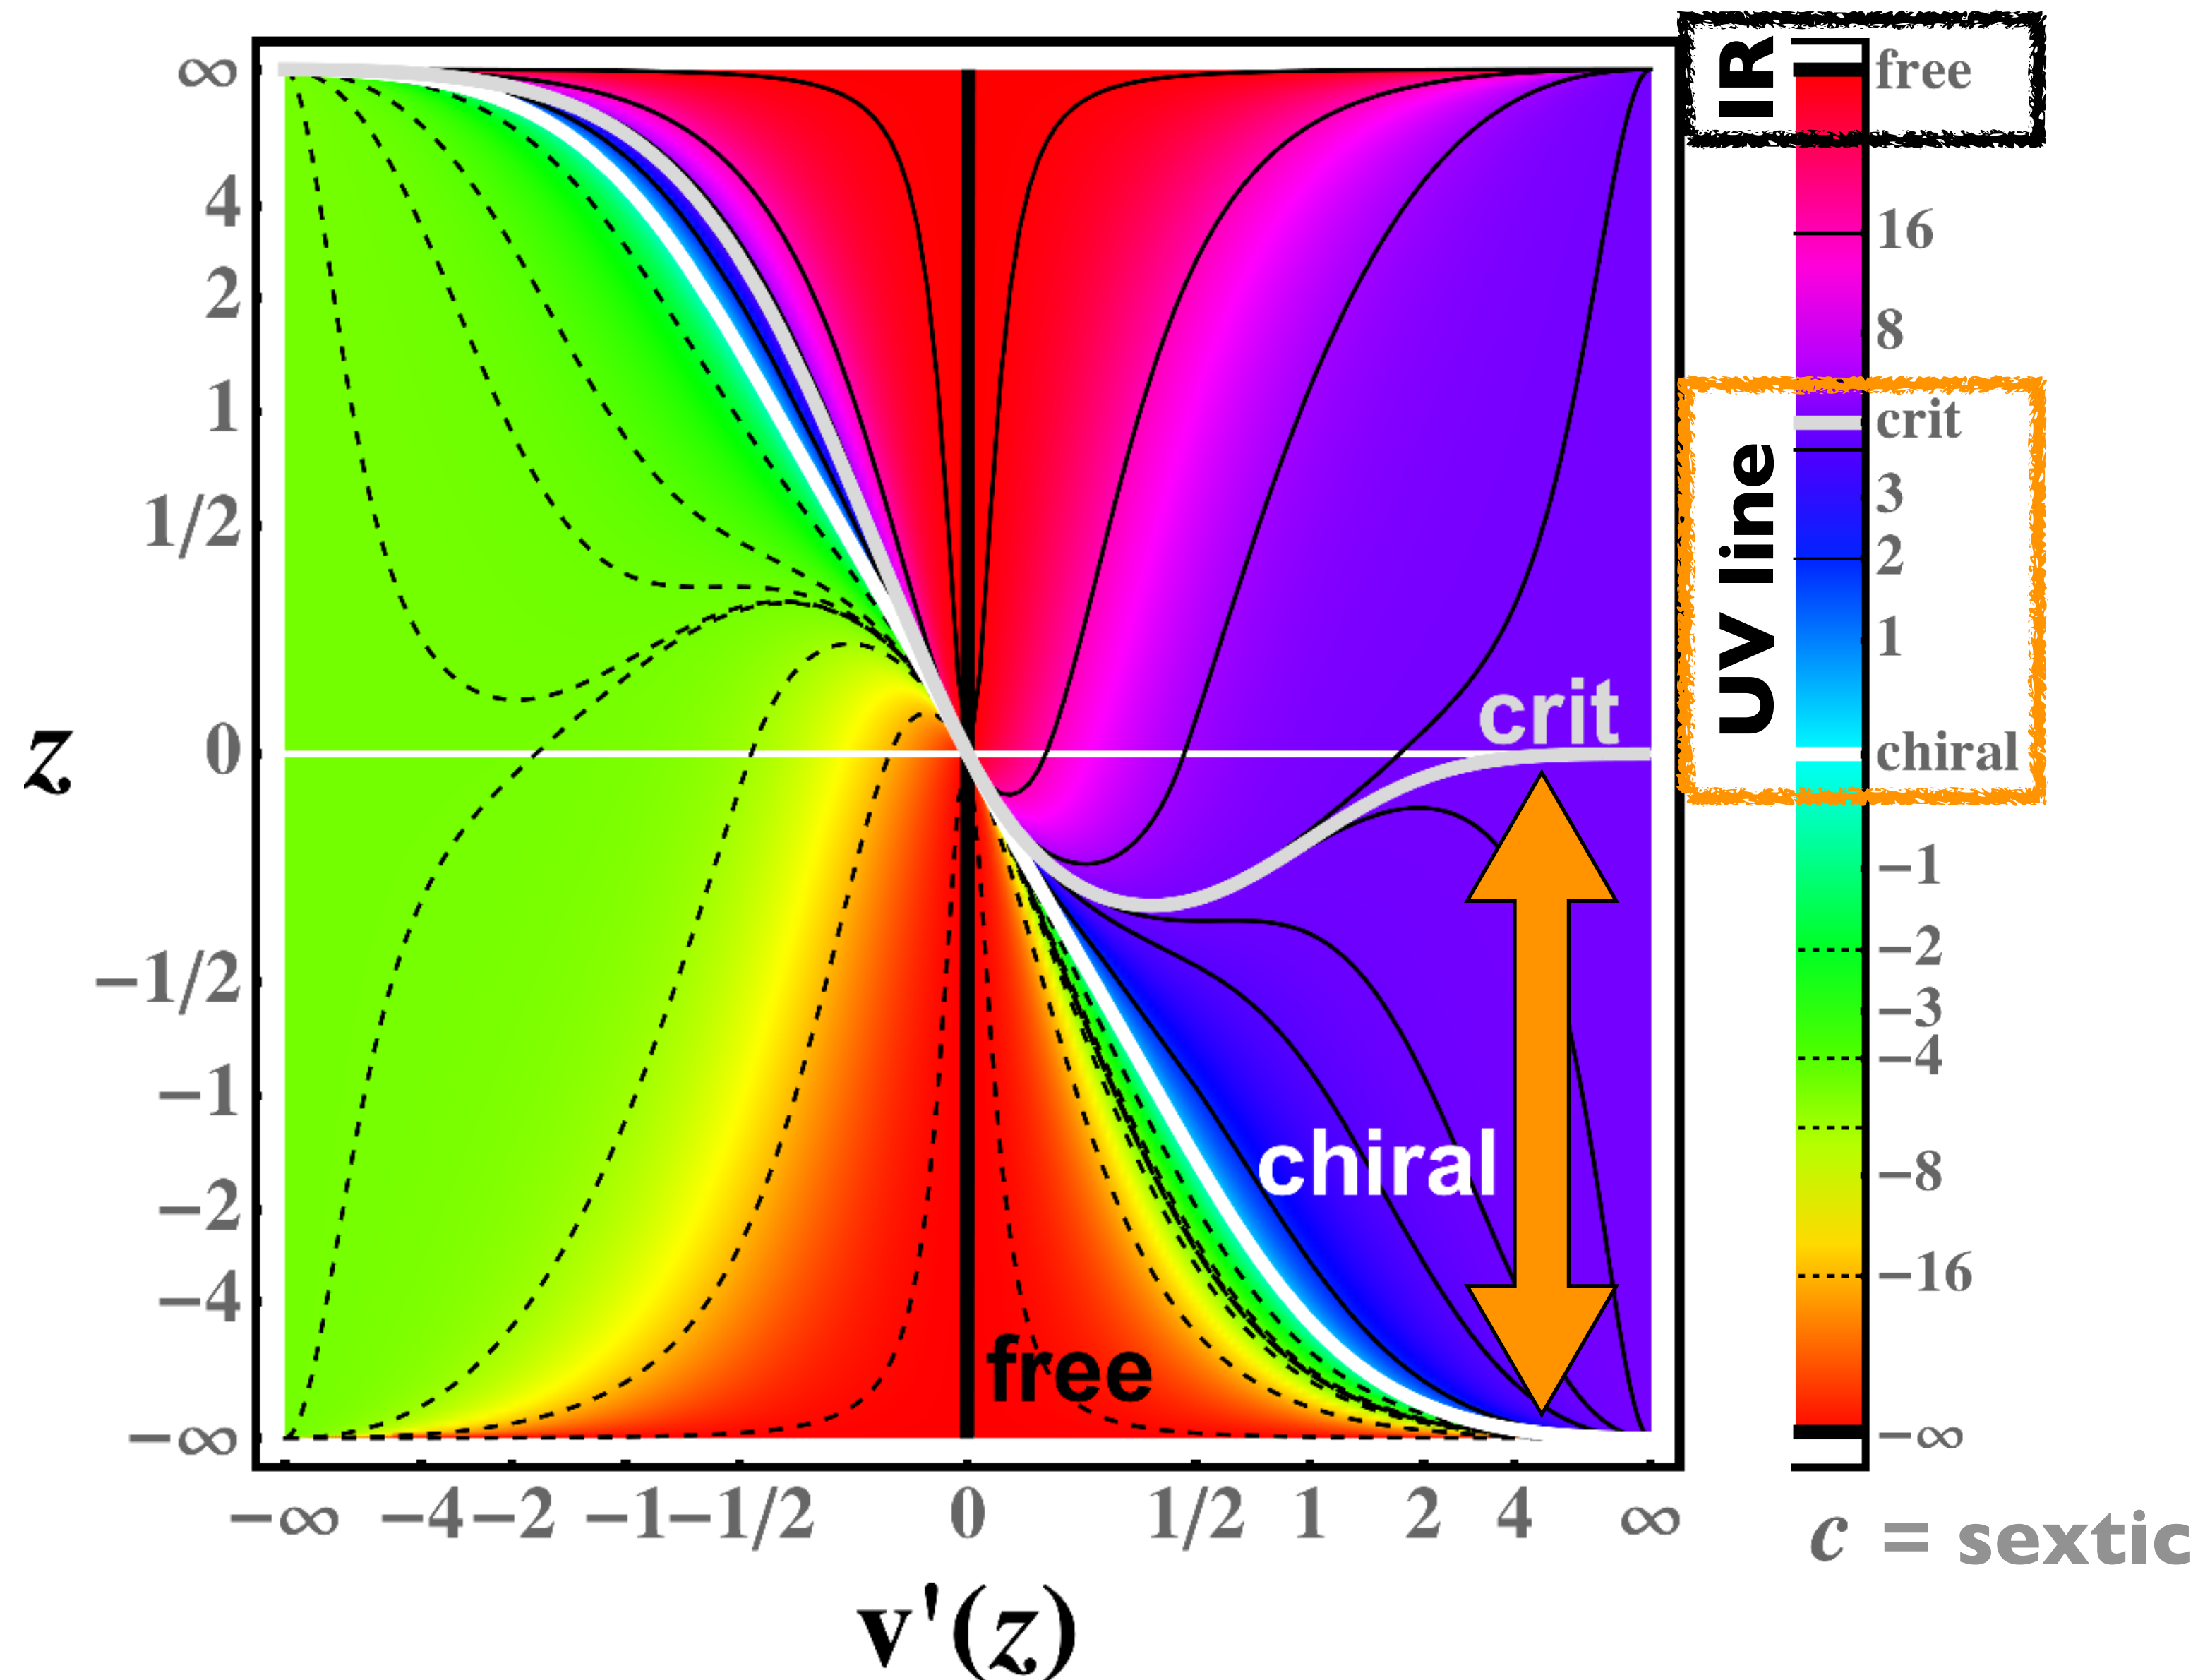 ∞
4
2
1
1/2
0
−1/2
−1
−2
−4
−∞
z
−∞ −4 −2 −1 −1/2 0 1/2 1 2 4 ∞
v'(z)
crit
chiral
free
IR
UV line
free
16
8
crit
3
2
1
chiral
−1
−2
−3
−4
−8
−16
−∞
c = sextic